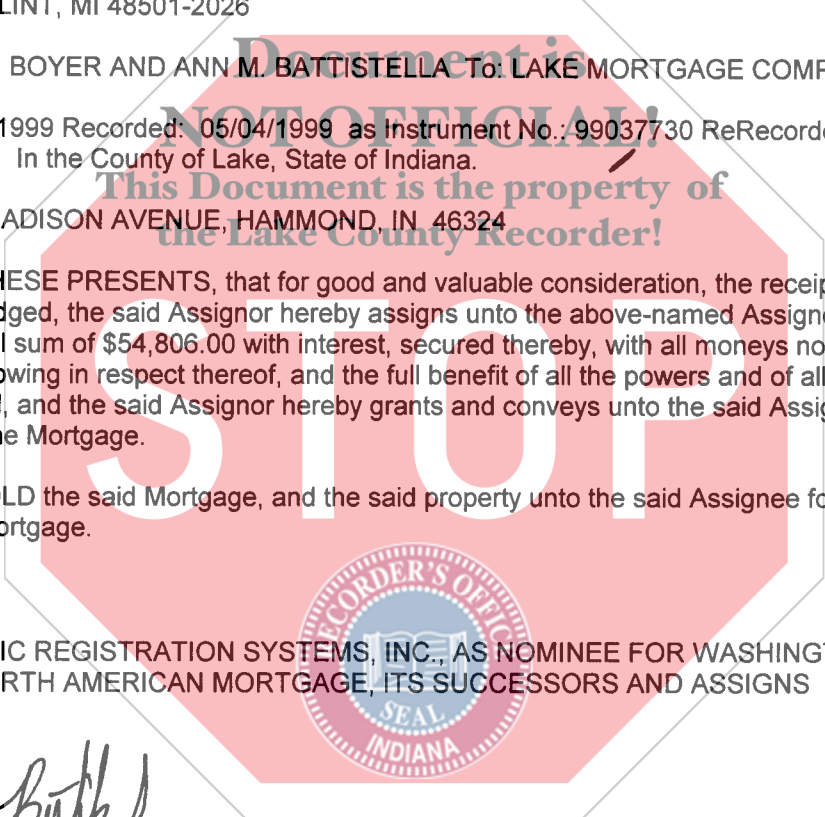 LINT, MI 48501-2026
BOYER AND ANN M. BATTISTELLA To: LAKE MORTGAGE COMP
Document is
NOT OFFICIAL!
1999 Recorded: 05/04/1999 as Instrument No.: 99037730 ReRecorde
In the County of Lake, State of Indiana.
This Document is the property of
the Lake County Recorder!
ADISON AVENUE, HAMMOND, IN 46324
HESE PRESENTS, that for good and valuable consideration, the receip
dged, the said Assignor hereby assigns unto the above-named Assigne
l sum of $54,806.00 with interest, secured thereby, with all moneys no
owing in respect thereof, and the full benefit of all the powers and of all
, and the said Assignor hereby grants and conveys unto the said Assig
he Mortgage.
STOP
OLD the said Mortgage, and the said property unto the said Assignee fo
ortgage.
RECORDER'S OFFIC
SEAL
INDIANA
IC REGISTRATION SYSTEMS, INC., AS NOMINEE FOR WASHINGT
RTH AMERICAN MORTGAGE, ITS SUCCESSORS AND ASSIGNS